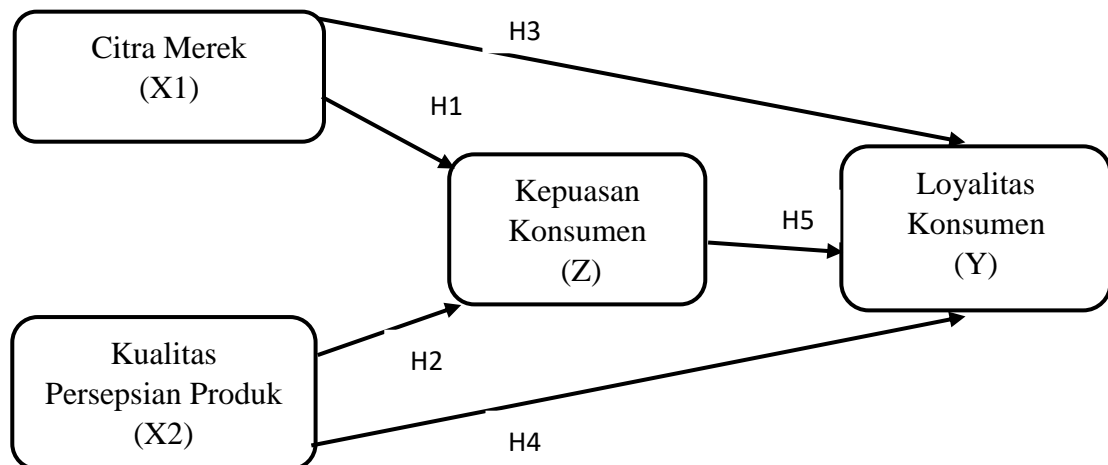 H3
Citra Merek
(X1)
H1
Kepuasan
Konsumen
(Z)
H5
Loyalitas
Konsumen
(Y)
Kualitas
Persepsian Produk
(X2)
H2
H4